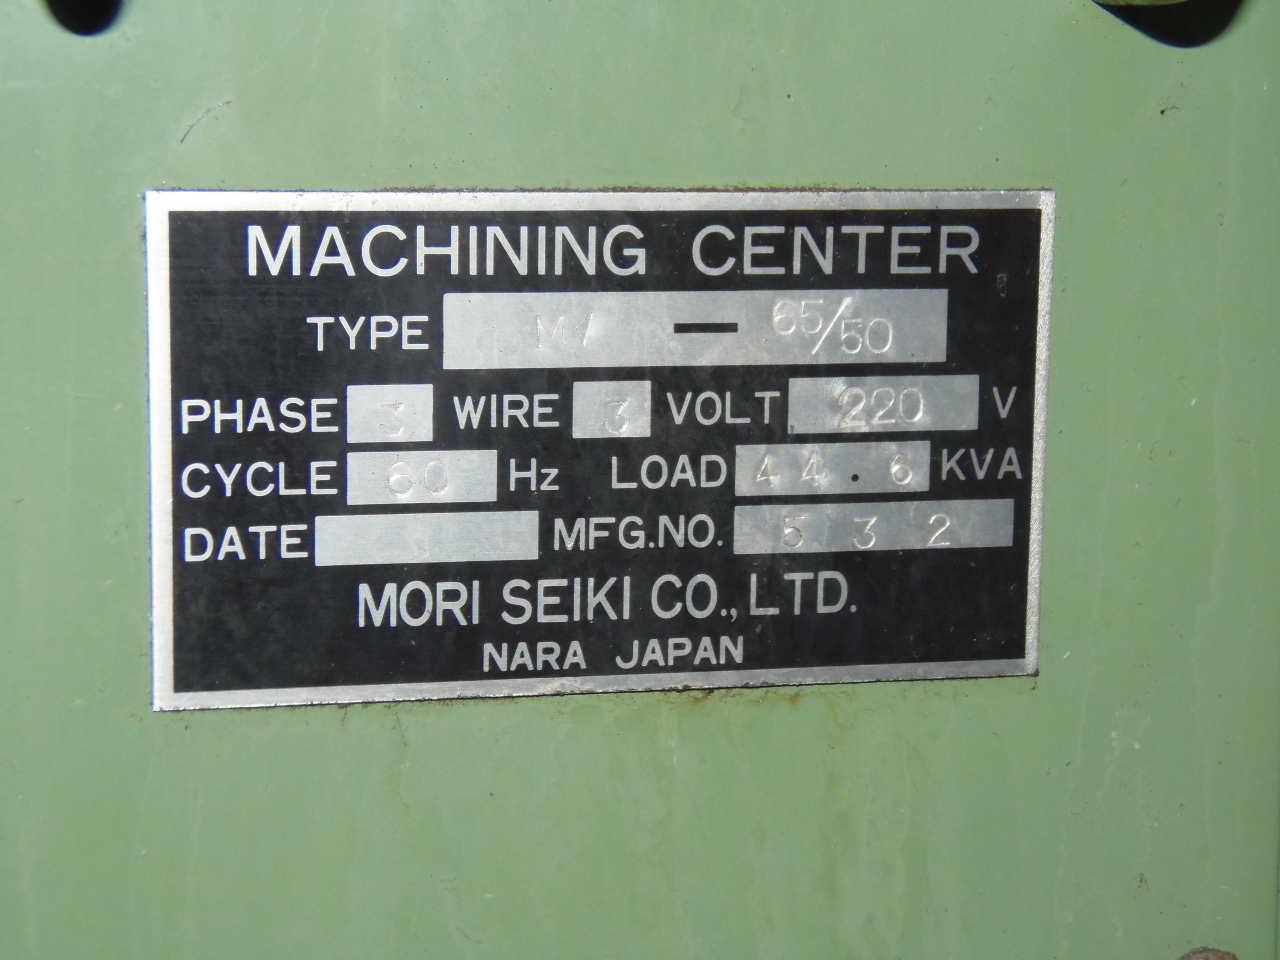 MACHINING CENTER
TYPE MV - 65/50
PHASE 3 WIRE 3 VOLT 220 V
CYCLE 60 Hz LOAD 44.6 KVA
DATE MFG.NO. 532
MORI SEIKI CO., LTD.
NARA JAPAN